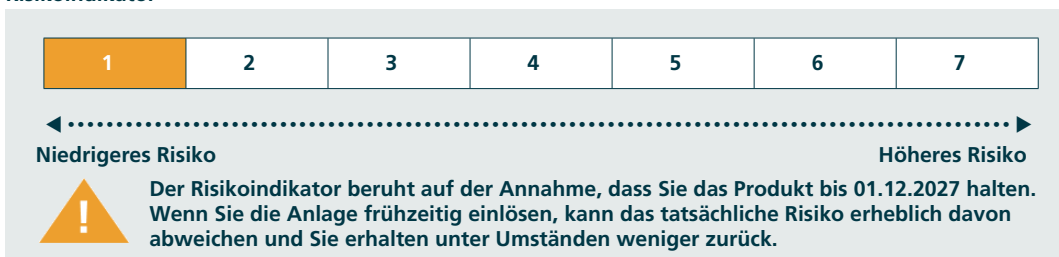 1 2 3 4 5 6 7
Niedrigeres Risiko Höheres Risiko
Der Risikoindikator beruht auf der Annahme, dass Sie das Produkt bis 01.12.2027 halten.
Wenn Sie die Anlage frühzeitig einlösen, kann das tatsächliche Risiko erheblich davon
abweichen und Sie erhalten unter Umständen weniger zurück.
!